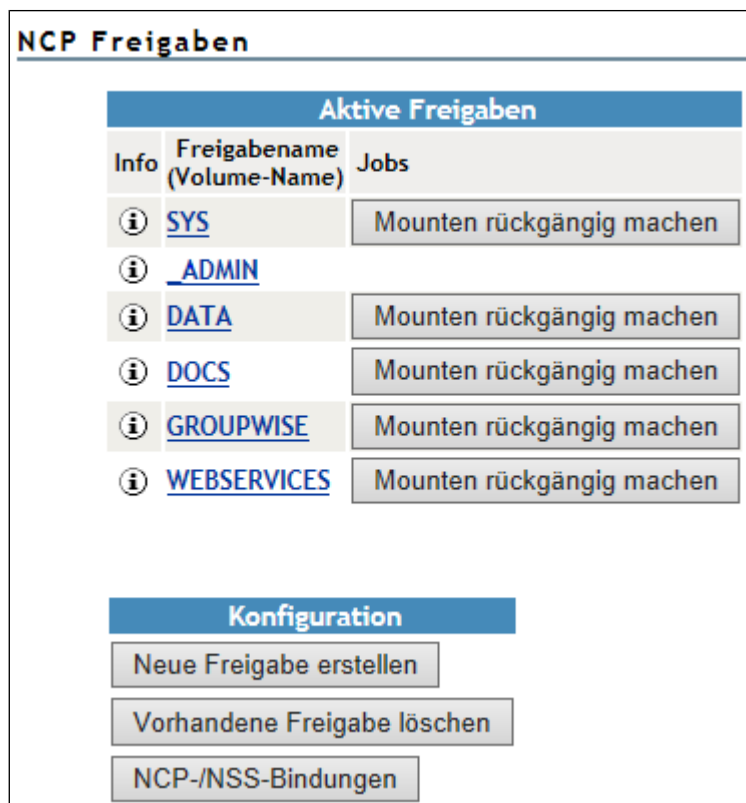 NCP Freigaben
Aktive Freigaben
Info Freigabename (Volume-Name) Jobs
SYS Mounten rückgängig machen
_ADMIN
DATA Mounten rückgängig machen
DOCS Mounten rückgängig machen
GROUPWISE Mounten rückgängig machen
WEBSERVICES Mounten rückgängig machen
Konfiguration
Neue Freigabe erstellen
Vorhandene Freigabe löschen
NCP-/NSS-Bindungen